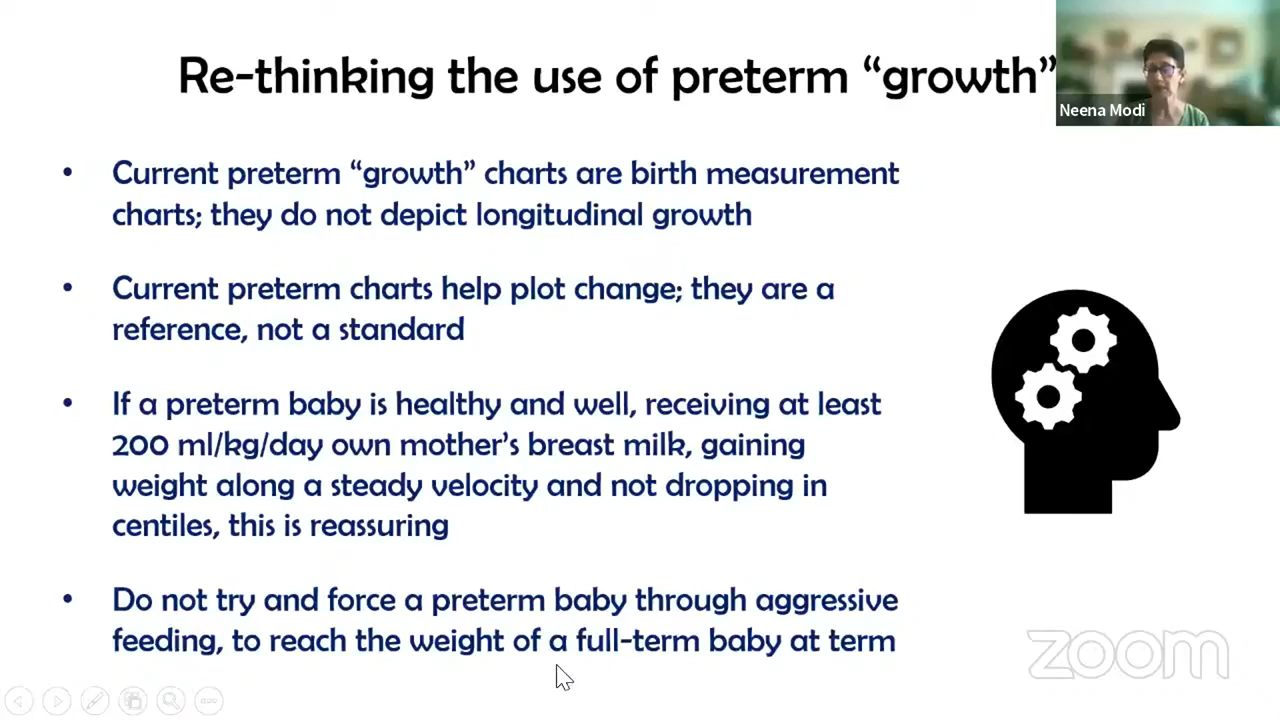 Re-thinking the use of preterm “growth”
Neena Modi
• Current preterm “growth” charts are birth measurement
charts; they do not depict longitudinal growth
• Current preterm charts help plot change; they are a
reference, not a standard
• If a preterm baby is healthy and well, receiving at least
200 ml/kg/day own mother’s breast milk, gaining
weight along a steady velocity and not dropping in
centiles, this is reassuring
• Do not try and force a preterm baby through aggressive
feeding, to reach the weight of a full-term baby at term
zoom